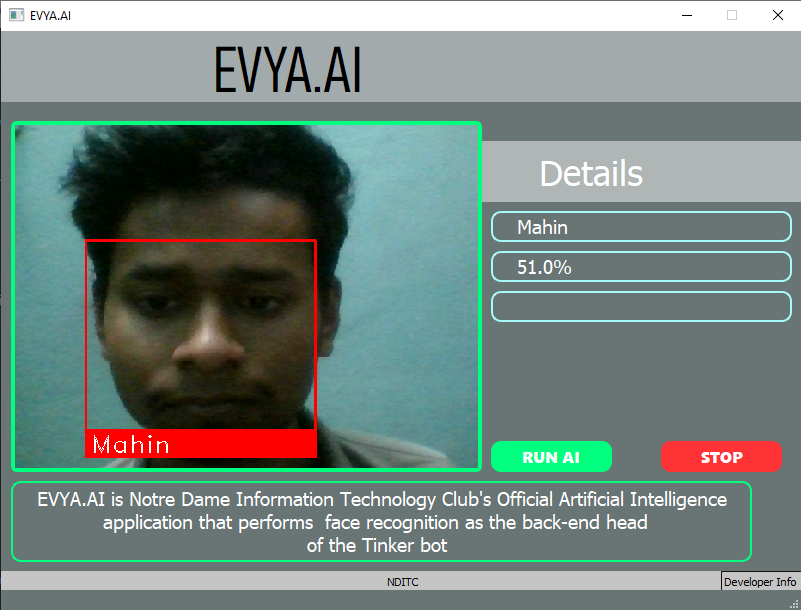 EVYA.AI
EVYA.AI
Details
Mahin
51.0%
Mahin
RUN AI
STOP
EVYA.AI is Notre Dame Information Technology Club's Official Artificial Intelligence
application that performs  face recognition as the back-end head
of the Tinker bot
NDITC
Developer Info